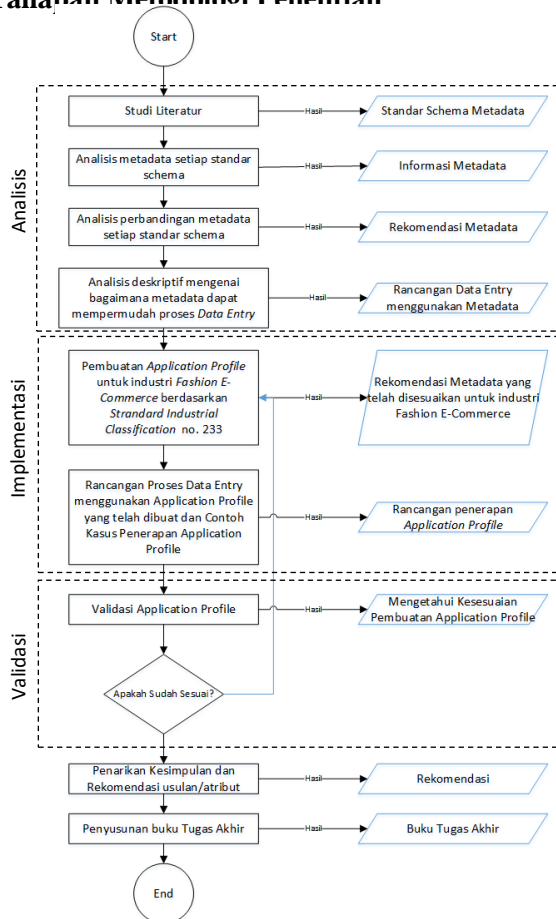 Tahapan Metodologi Penelitian
Start
Analisis
Studi Literatur
Hasil
Standar Schema Metadata
Analisis metadata setiap standar
schema
Hasil
Informasi Metadata
Analisis perbandingan metadata
setiap standar schema
Hasil
Rekomendasi Metadata
Analisis deskriptif mengenai
bagaimana metadata dapat
mempermudah proses Data Entry
Hasil
Rancangan Data Entry
menggunakan Metadata
Implementasi
Pembuatan Application Profile
untuk industri Fashion E-
Commerce berdasarkan
Strandard Industrial
Classification no. 233
Hasil
Rekomendasi Metadata yang
telah disesuaikan untuk industri
Fashion E-Commerce
Rancangan Proses Data Entry
menggunakan Application Profile
yang telah dibuat dan Contoh
Kasus Penerapan Application
Profile
Hasil
Rancangan penerapan
Application Profile
Validasi
Validasi Application Profile
Hasil
Mengetahui Kesesuaian
Pembuatan Application Profile
Apakah Sudah Sesuai?
Penarikan Kesimpulan dan
Rekomendasi usulan/atribut
Hasil
Rekomendasi
Penyusunan buku Tugas Akhir
Hasil
Buku Tugas Akhir
End